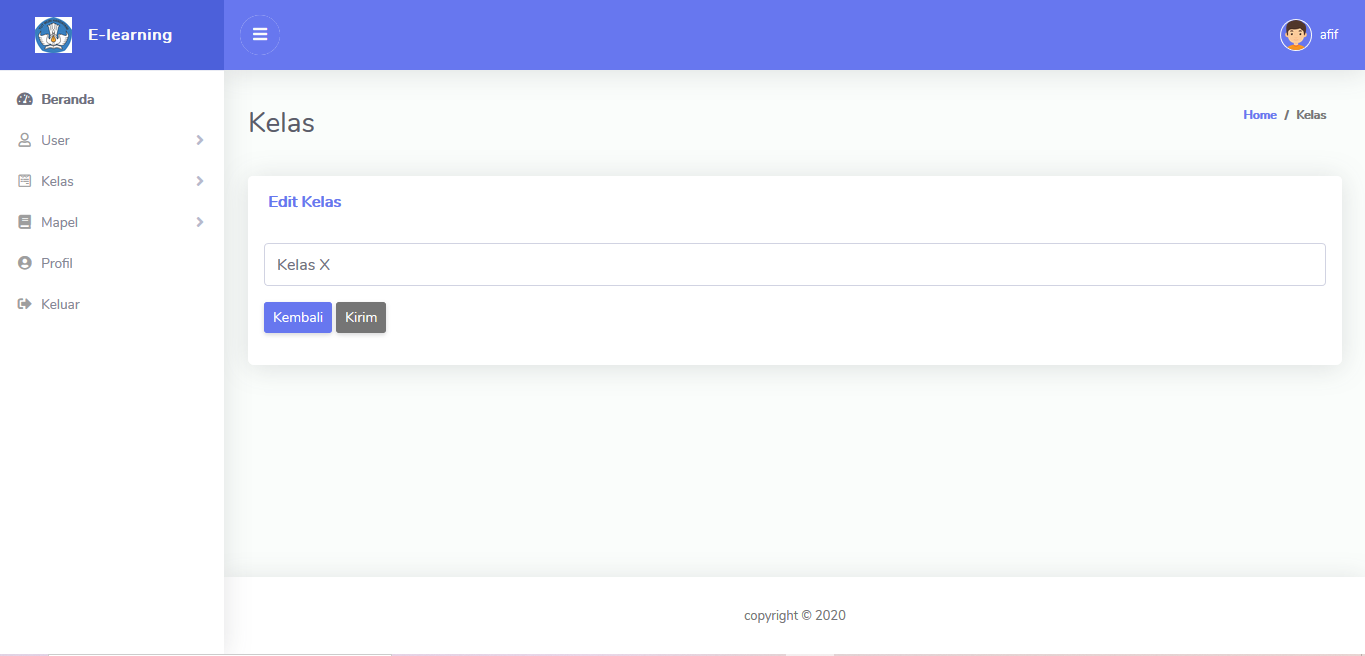 E-learning
afif
Beranda
User
Kelas
Mapel
Profil
Keluar
Kelas
Home / Kelas
Edit Kelas
Kelas X
Kembali Kirim
copyright © 2020